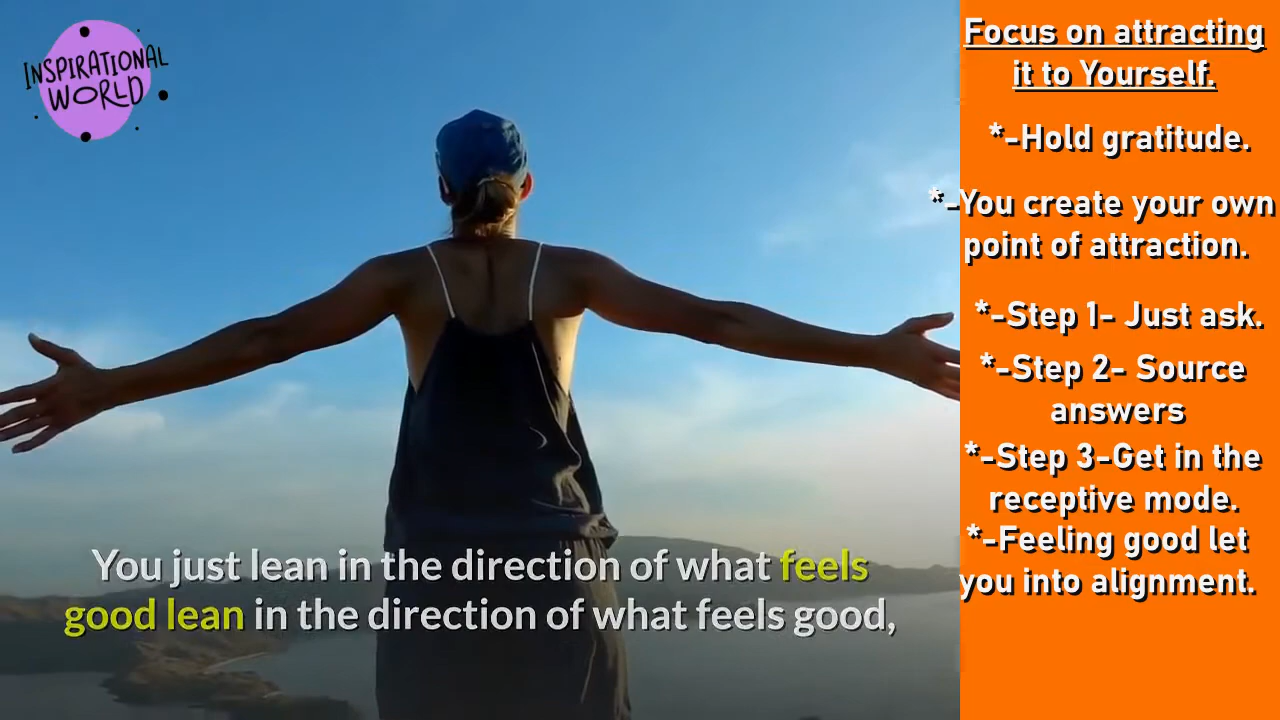 INSPIRATIONAL
WORLD
You just lean in the direction of what feels
good lean in the direction of what feels good,
Focus on attracting
it to Yourself.
*-Hold gratitude.
*-You create your own
point of attraction.
*-Step 1- Just ask.
*-Step 2- Source
answers
*-Step 3-Get in the
receptive mode.
*-Feeling good let
you into alignment.